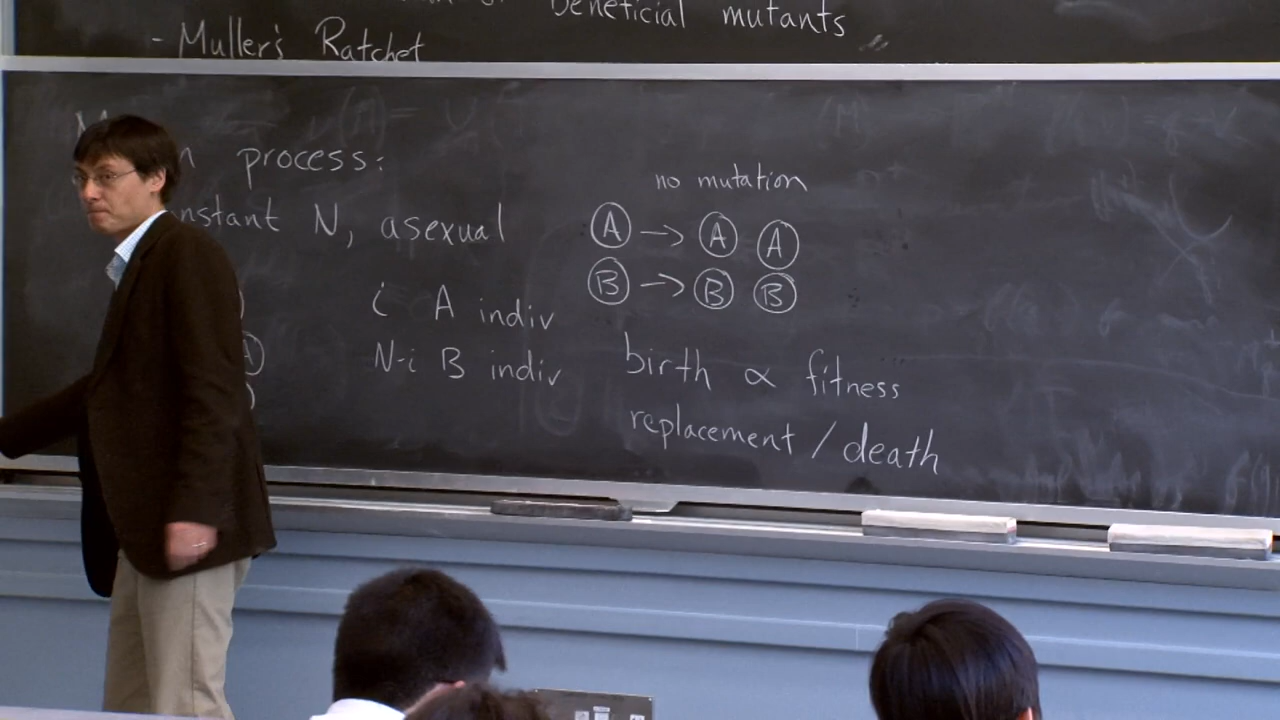 beneficial mutants
- Muller's Ratchet
process:
nstant N, asexual
i A indiv
N-i B indiv
A
no mutation
A → A A
B → B B
birth ∝ fitness
replacement / death